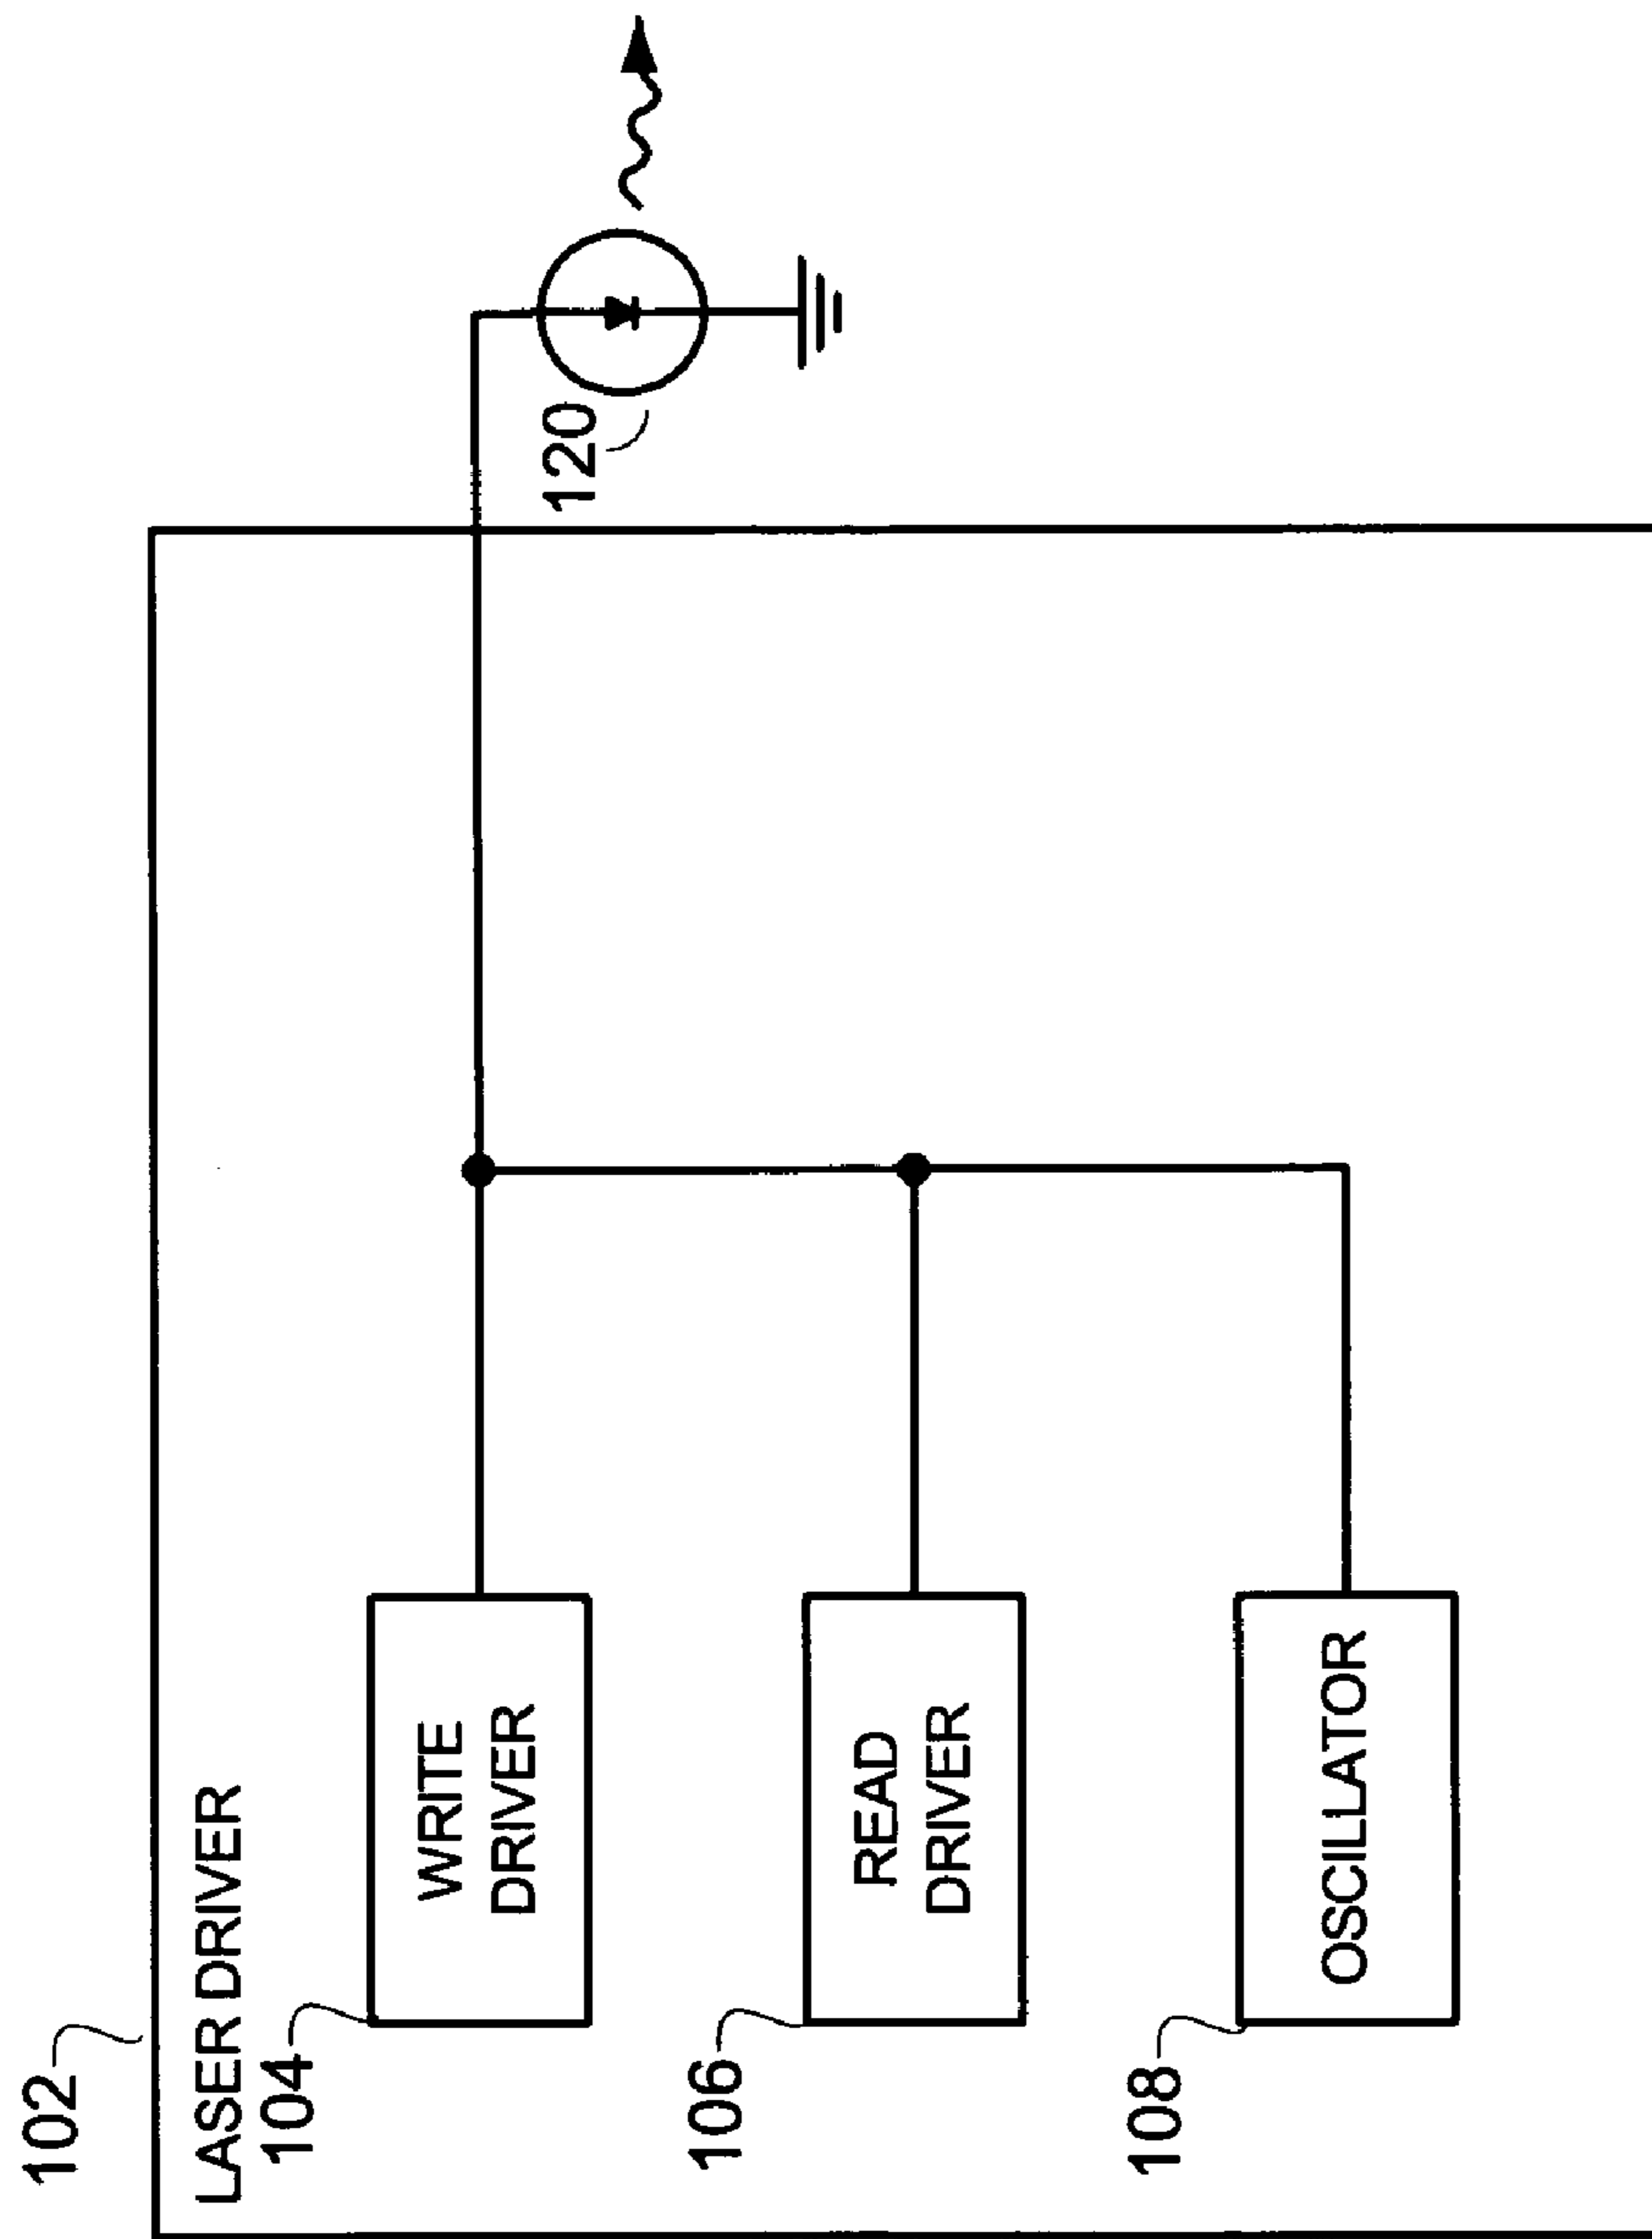 102
LASER DRIVER
104
WRITE
DRIVER
120
106
READ
DRIVER
108
OSCILLATOR